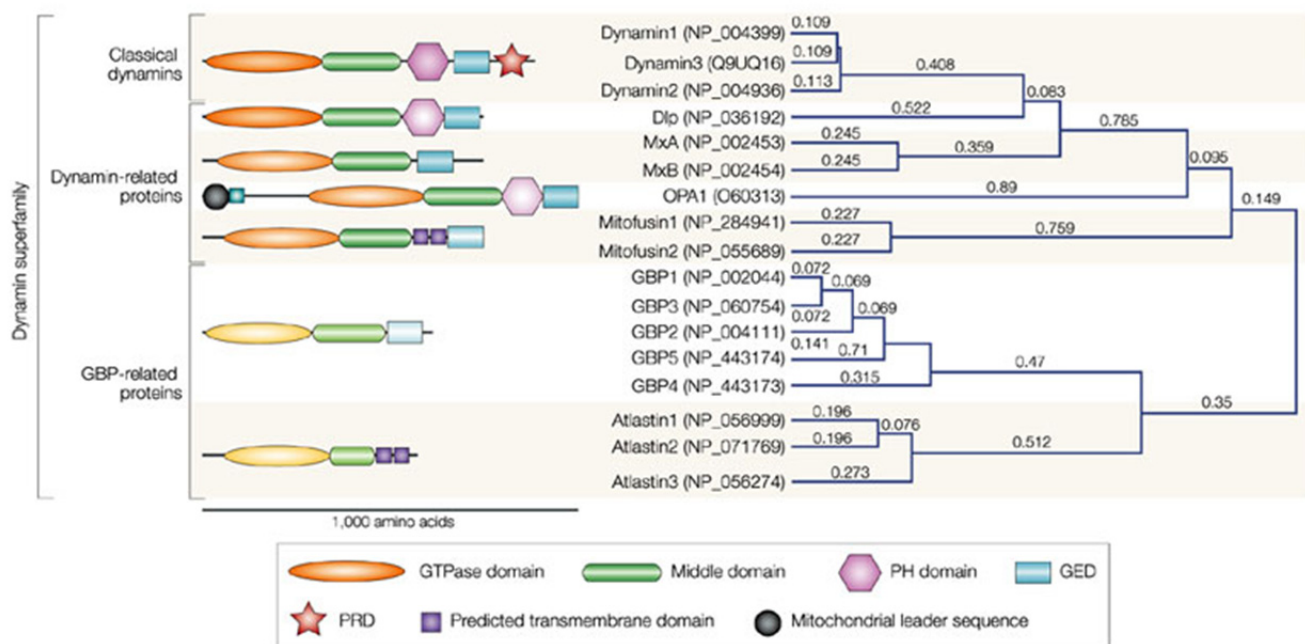 Dynamin superfamily
Classical
dynamins
Dynamin-related
proteins
GBP-related
proteins
1,000 amino acids
Dynamin1 (NP_004399)
Dynamin3 (Q9UQ16)
Dynamin2 (NP_004936)
Dlp (NP_036192)
MxA (NP_002453)
MxB (NP_002454)
OPA1 (O60313)
Mitofusin1 (NP_284941)
Mitofusin2 (NP_055689)
GBP1 (NP_002044)
GBP3 (NP_060754)
GBP2 (NP_004111)
GBP5 (NP_443174)
GBP4 (NP_443173)
Atlastin1 (NP_056999)
Atlastin2 (NP_071769)
Atlastin3 (NP_056274)
0.109
0.109
0.113
0.408
0.083
0.522
0.785
0.245
0.359
0.245
0.095
0.89
0.149
0.227
0.759
0.227
0.072
0.069
0.069
0.072
0.141
0.71
0.47
0.315
0.35
0.196
0.076
0.196
0.512
0.273
GTPase domain
Middle domain
PH domain
GED
PRD
Predicted transmembrane domain
Mitochondrial leader sequence